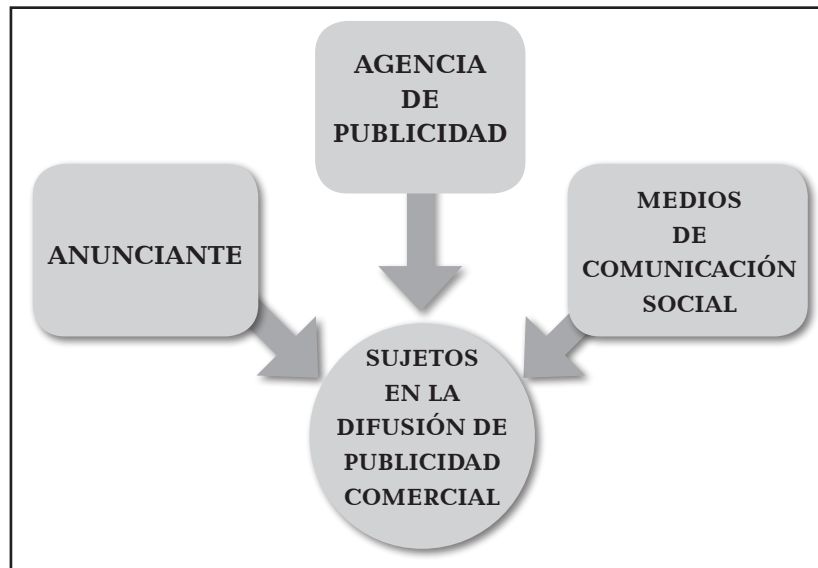 AGENCIA
DE
PUBLICIDAD
ANUNCIANTE
MEDIOS
DE
COMUNICACIÓN
SOCIAL
SUJETOS
EN LA
DIFUSIÓN DE
PUBLICIDAD
COMERCIAL